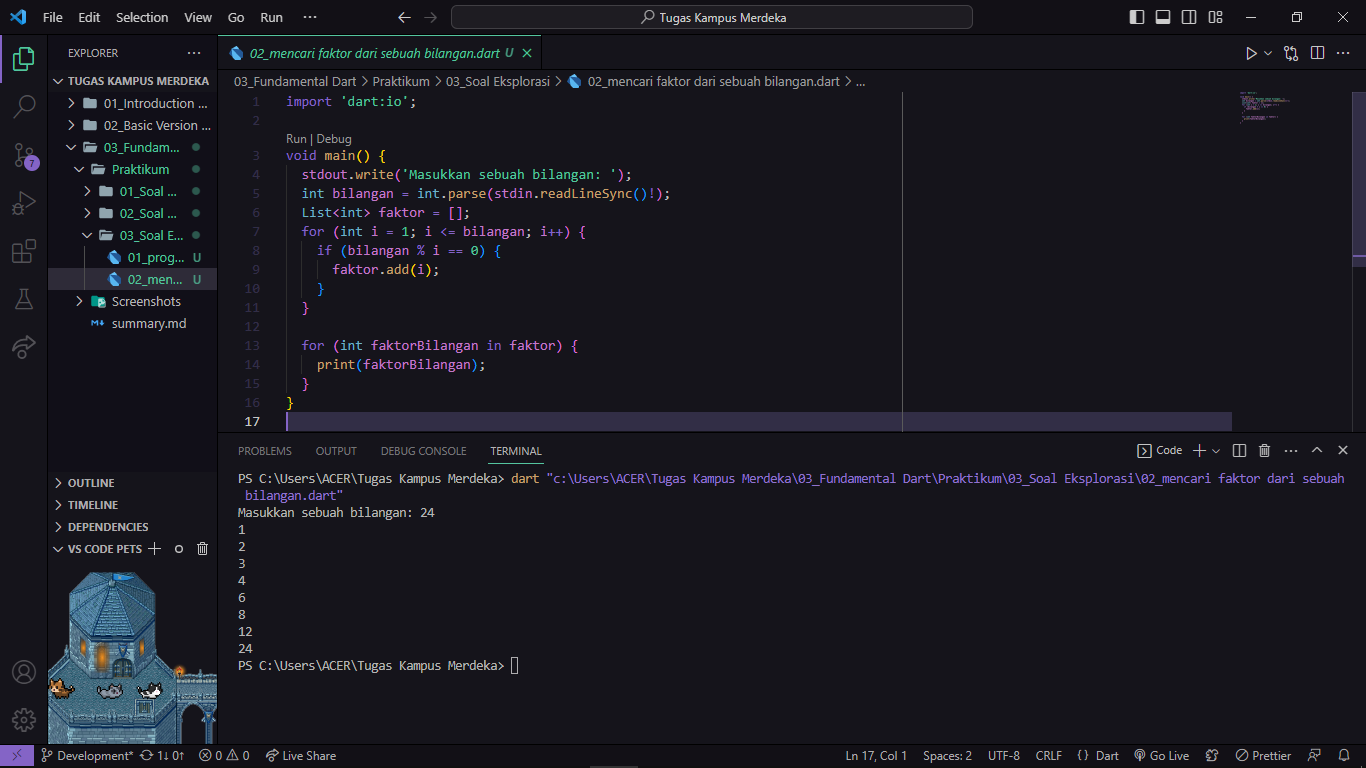 File Edit Selection View Go Run ···
Tugas Kampus Merdeka
EXPLORER ···
TUGAS KAMPUS MERDEKA
01_Introduction ...
02_Basic Version ...
03_Fundam...
Praktikum
01_Soal ...
02_Soal ...
03_Soal E...
01_prog... U
02_men... U
Screenshots
summary.md
OUTLINE
TIMELINE
DEPENDENCIES
VS CODE PETS
02_mencari faktor dari sebuah bilangan.dart U
03_Fundamental Dart > Praktikum > 03_Soal Eksplorasi > 02_mencari faktor dari sebuah bilangan.dart > ...
1 import 'dart:io';
2
Run | Debug
3 void main() {
4 stdout.write('Masukkan sebuah bilangan: ');
5 int bilangan = int.parse(stdin.readLineSync()!);
6 List<int> faktor = [];
7 for (int i = 1; i <= bilangan; i++) {
8 if (bilangan % i == 0) {
9 faktor.add(i);
10 }
11 }
12
13 for (int faktorBilangan in faktor) {
14 print(faktorBilangan);
15 }
16 }
17
PROBLEMS OUTPUT DEBUG CONSOLE TERMINAL
Code
PS C:\Users\ACER\Tugas Kampus Merdeka> dart "c:\Users\ACER\Tugas Kampus Merdeka\03_Fundamental Dart\Praktikum\03_Soal Eksplorasi\02_mencari faktor dari sebuah
bilangan.dart"
Masukkan sebuah bilangan: 24
1
2
3
4
6
8
12
24
PS C:\Users\ACER\Tugas Kampus Merdeka>
7
Development* 1↓ 0↑ 0 0 Live Share
Ln 17, Col 1 Spaces: 2 UTF-8 CRLF {} Dart Go Live Prettier